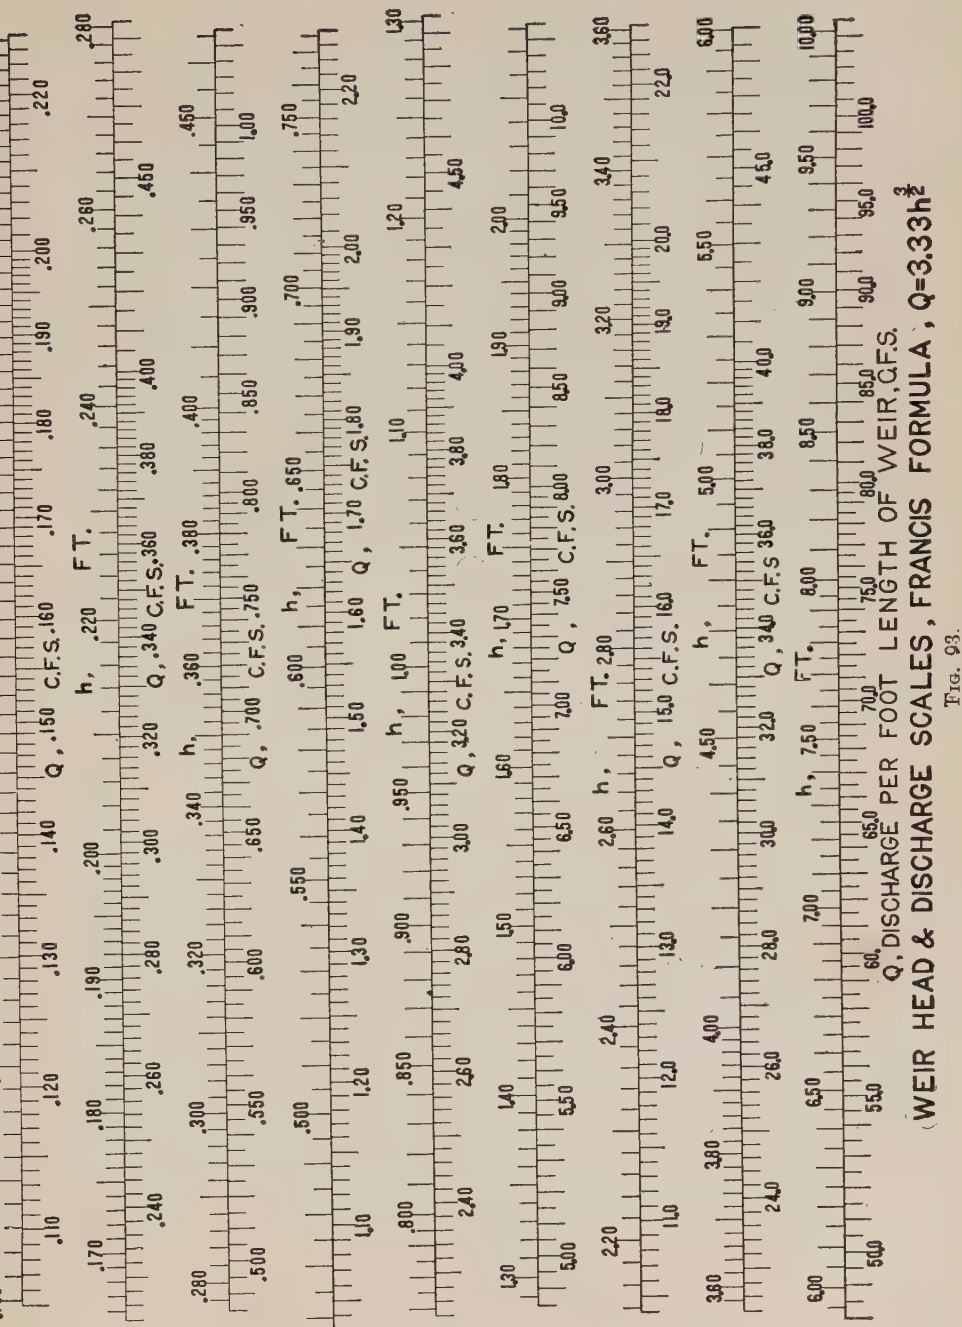 .110 .120 .130 .140 Q, .150 C.F.S. .160 .170 .180 .190 .200 .220
.170 .180 .190 .200 h, .220 FT. .240 .260 .280
.240 .260 .280 .300 .320 Q, .340 C.F.S. .360 .380 .400 .450
.280 .300 .320 .340 h, .360 FT. .380 .400 .450
.500 .550 .600 .650 Q, .700 C.F.S. .750 .800 .850 .900 .950 1.00
.500 .550 .600 h, FT. .650 .700 .750
1.10 1.20 1.30 1.40 1.50 1.60 Q, 1.70 C.F.S. 1.80 1.90 2.00 2.20
.800 .850 .900 .950 h, 1.00 FT. 1.10 1.20 1.30
2.40 2.60 2.80 3.00 Q, 3.20 C.F.S. 3.40 3.60 3.80 4.00 4.50
1.30 1.40 1.50 1.60 h, 1.70 FT. 1.80 1.90 2.00
5.00 5.50 6.00 6.50 7.00 Q, 7.50 C.F.S. 8.00 8.50 9.00 9.50 10.0
2.20 2.40 2.60 h, FT. 2.80 3.00 3.20 3.40 3.60
11.0 12.0 13.0 14.0 Q, 15.0 C.F.S. 16.0 17.0 18.0 19.0 20.0 22.0
3.60 3.80 4.00 4.50 h, FT. 5.00 5.50 6.00
24.0 26.0 28.0 30.0 32.0 Q, 34.0 C.F.S 36.0 38.0 40.0 45.0
6.00 6.50 7.00 h, 7.50 FT. 8.00 8.50 9.00 9.50 10.00
50.0 55.0 60. 65.0 70.0 75.0 80.0 85.0 90.0 95.0 100.0
Q, DISCHARGE PER FOOT LENGTH OF WEIR, C.F.S.
WEIR HEAD & DISCHARGE SCALES, FRANCIS FORMULA, Q=3.33h³⁄₂
FIG. 93.